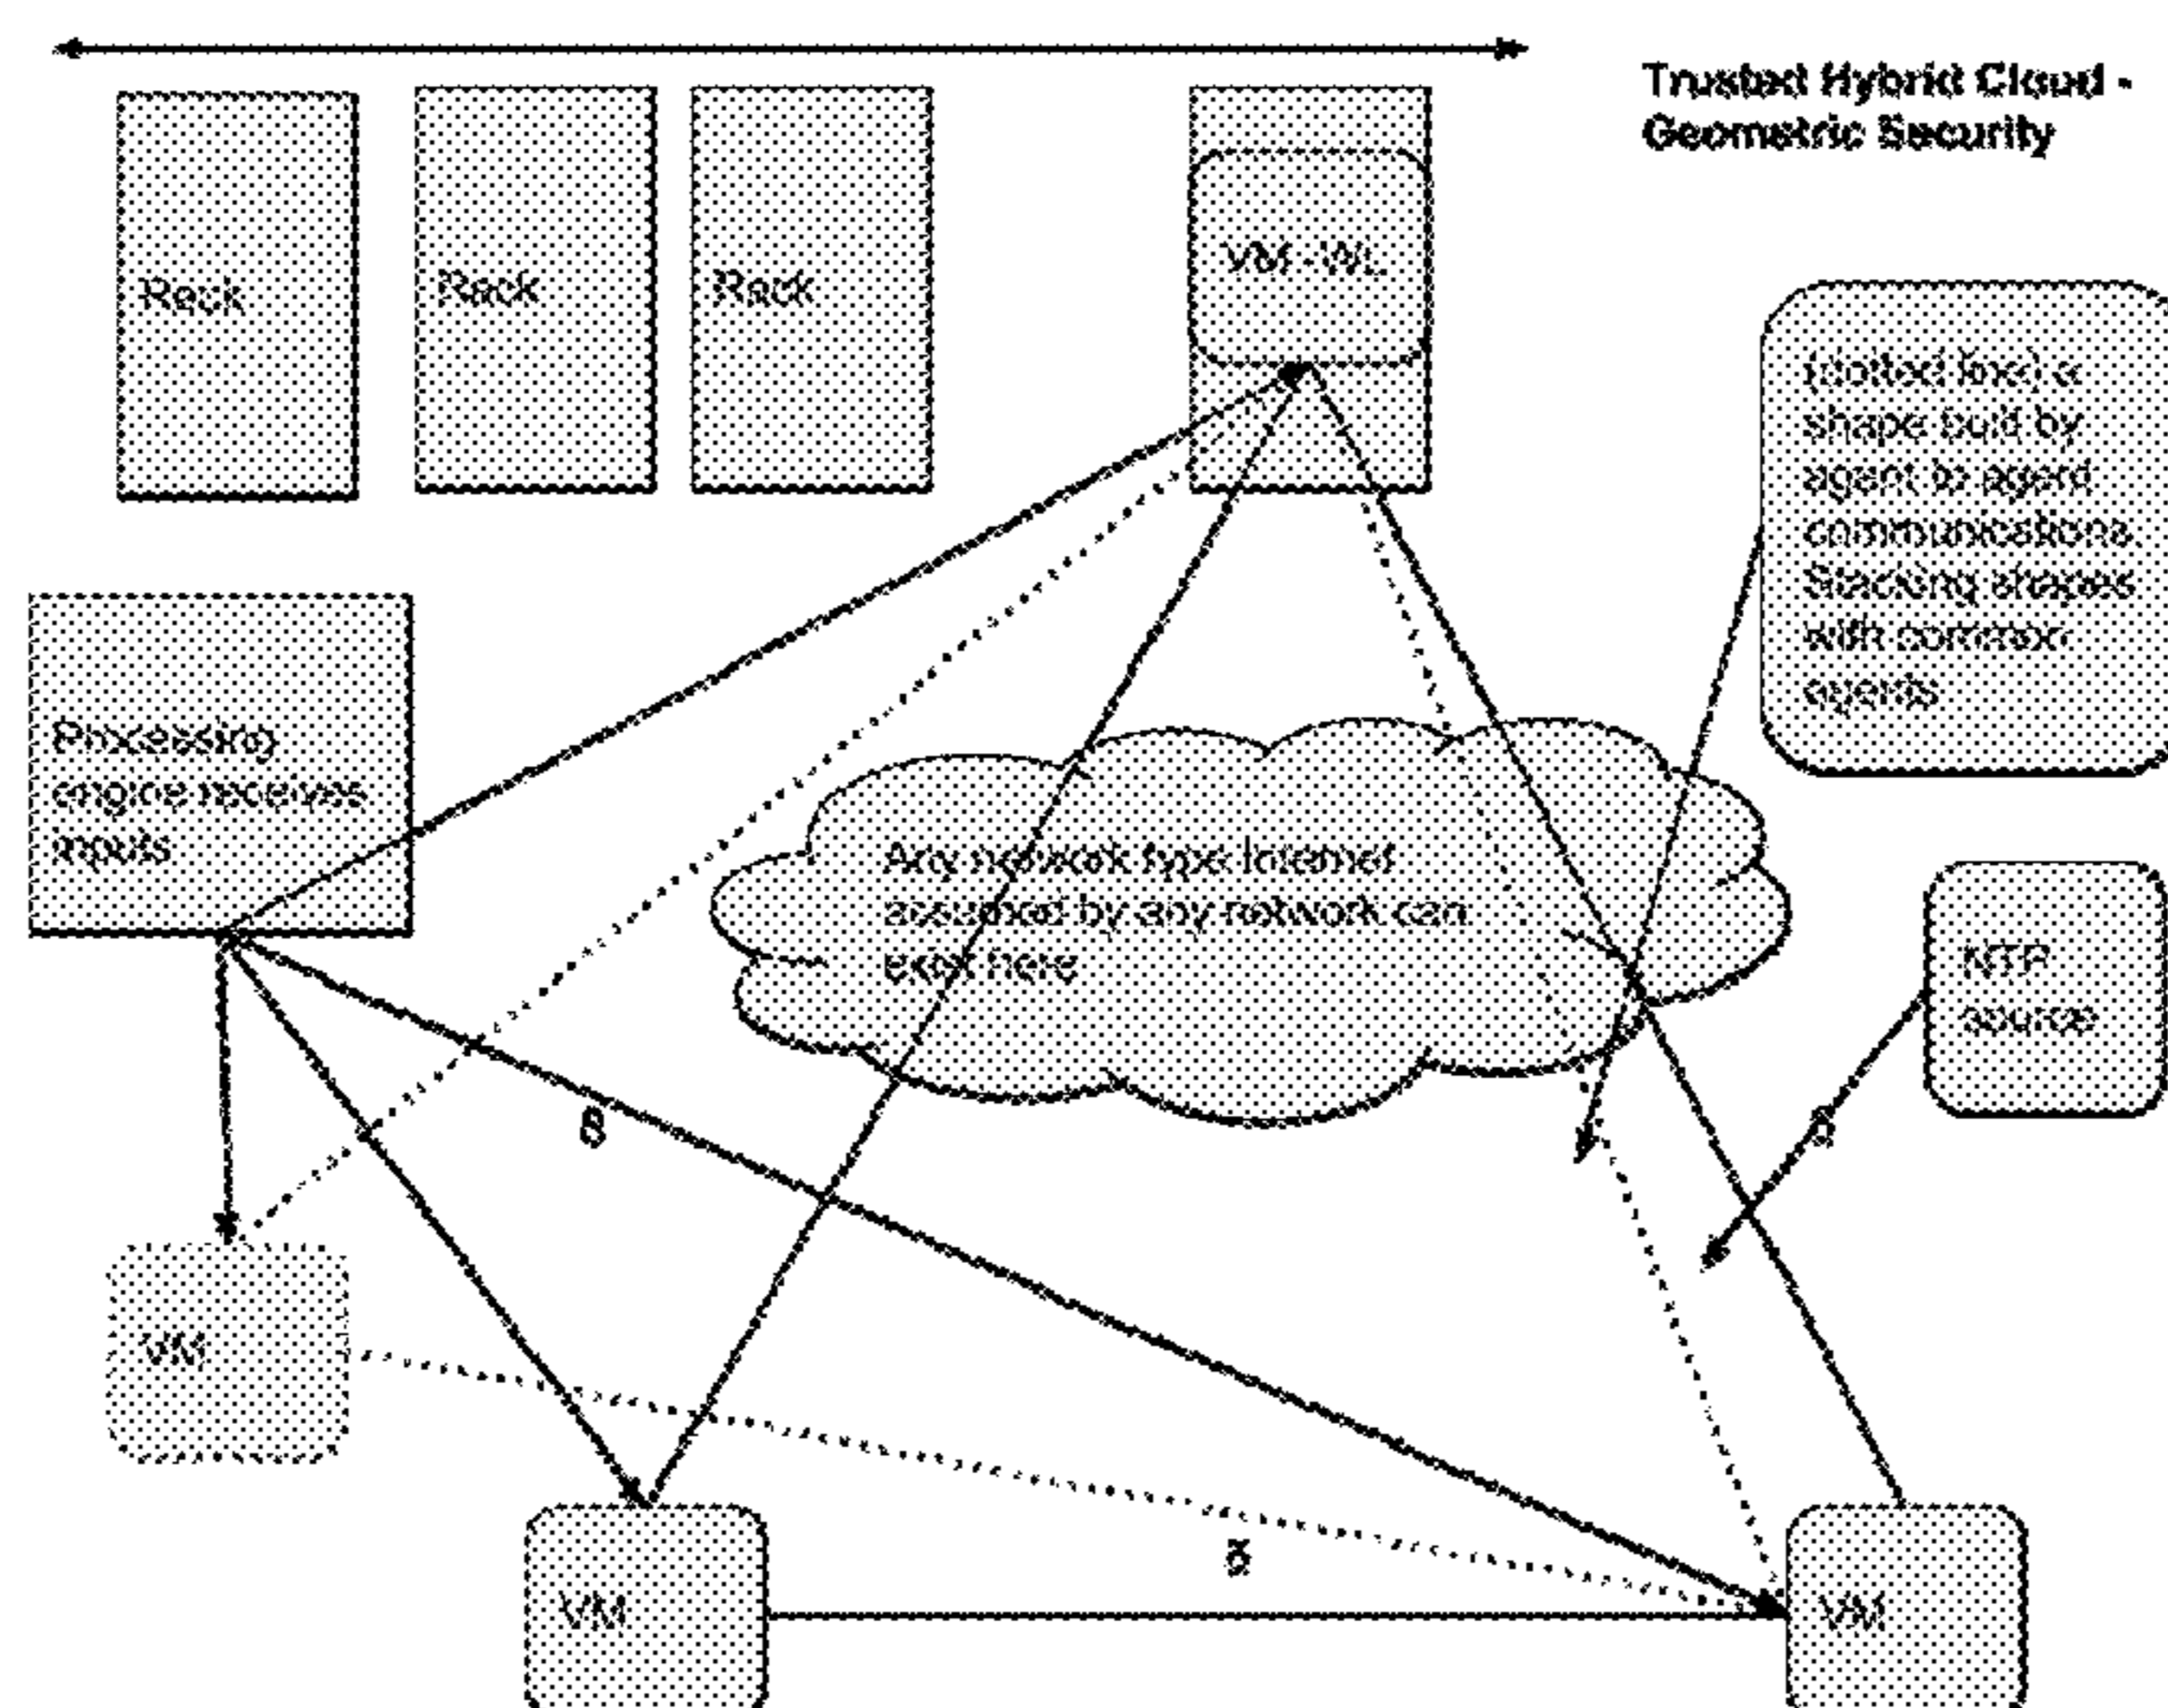 Trusted Hybrid Cloud -
Geometric Security
Rack
Rack
Rack
VM - WL
(dotted line) a
shape build by
agent to agent
communications.
Stacking shapes
with common
agents
Processing
engine receives
inputs
Any network type: Internet
assumed by any network can
exist here
NTP
source
VM
VM
VM